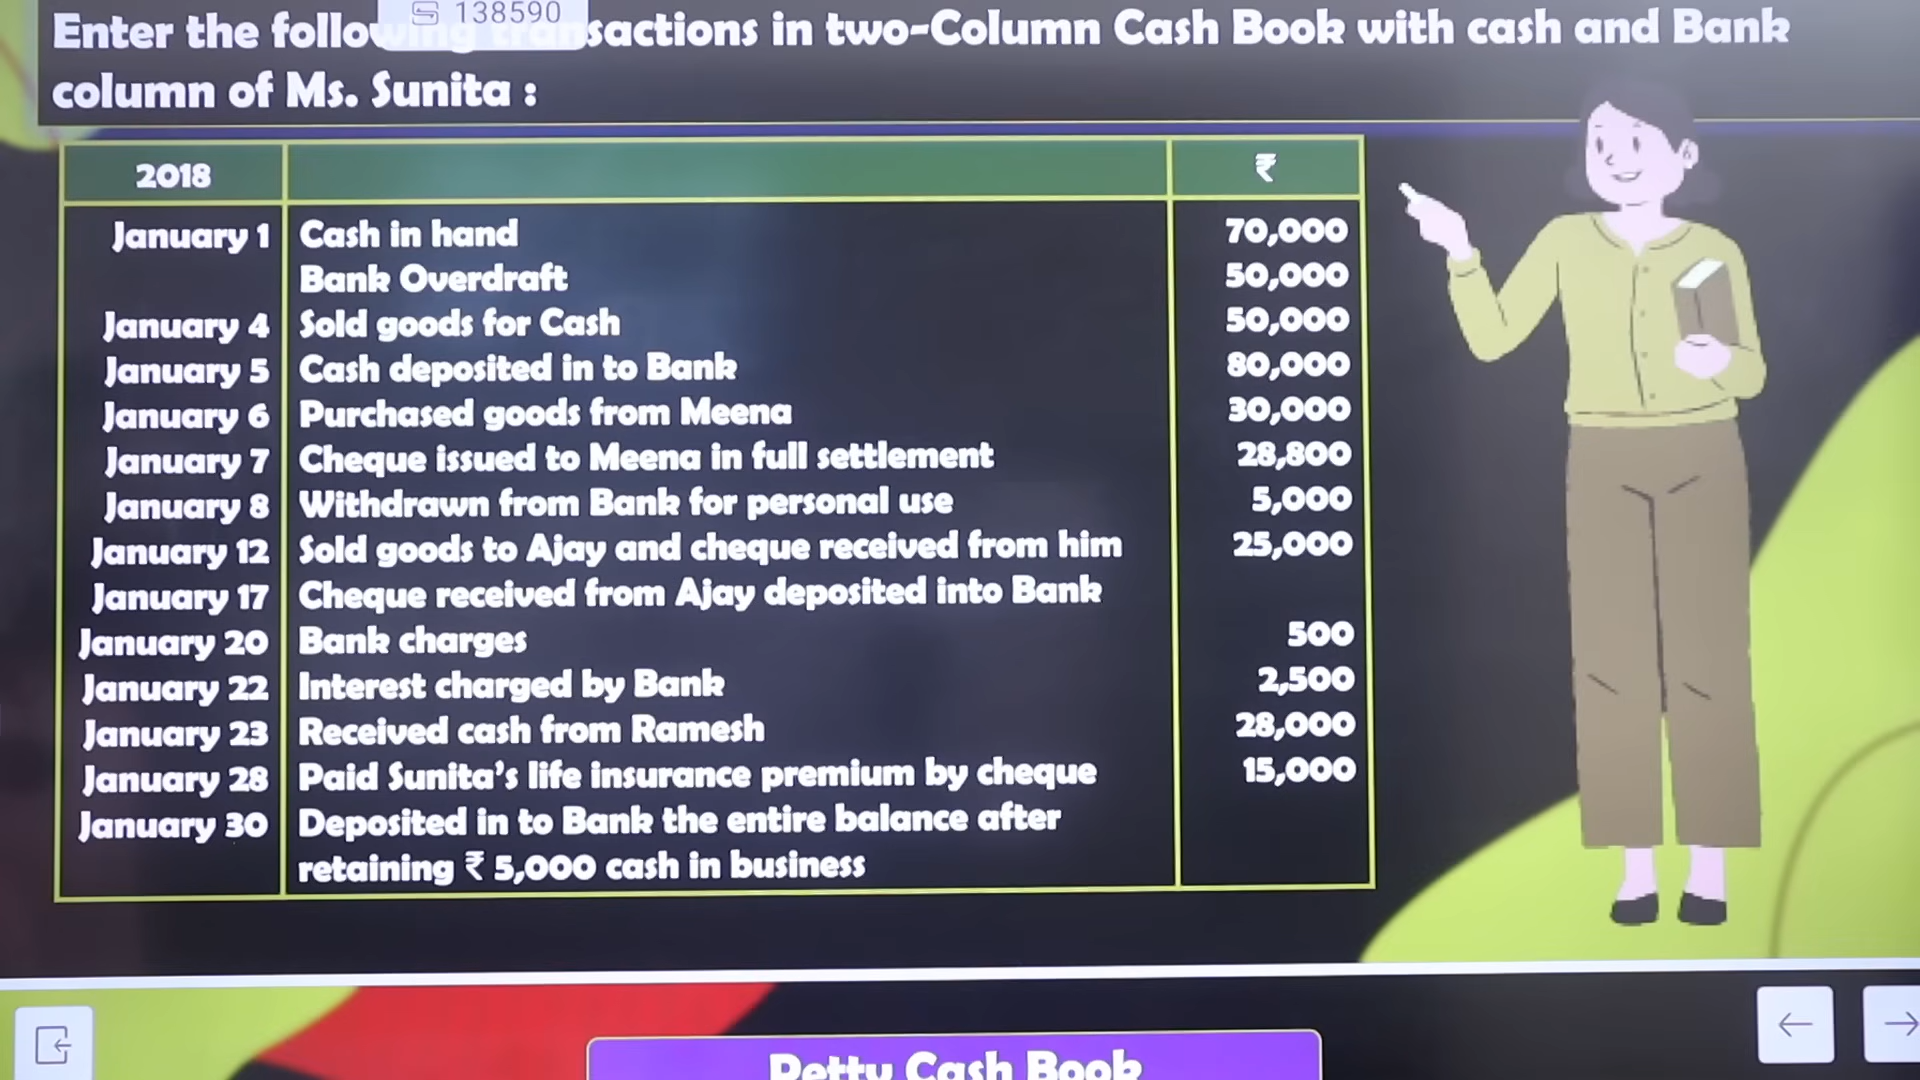 138590
Enter the following transactions in two-Column Cash Book with cash and Bank
column of Ms. Sunita :
2018 ₹
January 1 Cash in hand 70,000
Bank Overdraft 50,000
January 4 Sold goods for Cash 50,000
January 5 Cash deposited in to Bank 80,000
January 6 Purchased goods from Meena 30,000
January 7 Cheque issued to Meena in full settlement 28,800
January 8 Withdrawn from Bank for personal use 5,000
January 12 Sold goods to Ajay and cheque received from him 25,000
January 17 Cheque received from Ajay deposited into Bank
January 20 Bank charges 500
January 22 Interest charged by Bank 2,500
January 23 Received cash from Ramesh 28,000
January 28 Paid Sunita's life insurance premium by cheque 15,000
January 30 Deposited in to Bank the entire balance after
retaining ₹ 5,000 cash in business
Petty Cash Book